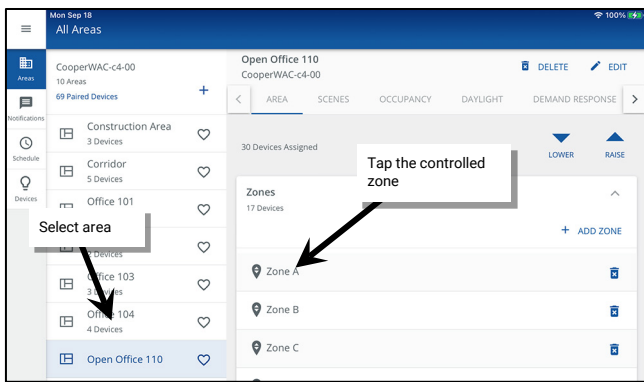 Mon Sep 18
100%
All Areas
Areas
Notifications
Schedule
Devices
CooperWAC-c4-00
10 Areas
69 Paired Devices
+
Construction Area
3 Devices
Corridor
5 Devices
Office 101
Select area
2 Devices
Office 103
3 Devices
Office 104
4 Devices
Open Office 110
Open Office 110
CooperWAC-c4-00
DELETE
EDIT
< AREA SCENES OCCUPANCY DAYLIGHT DEMAND RESPONSE >
30 Devices Assigned
LOWER
RAISE
Tap the controlled
zone
Zones
17 Devices
+ ADD ZONE
Zone A
Zone B
Zone C